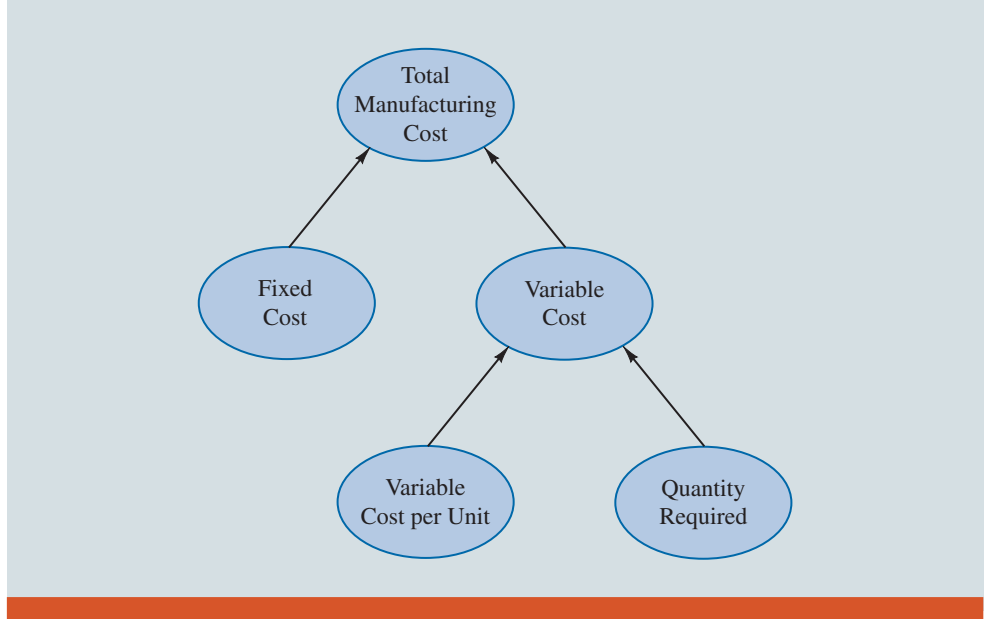 Total
Manufacturing
Cost
Fixed
Cost
Variable
Cost
Variable
Cost per Unit
Quantity
Required